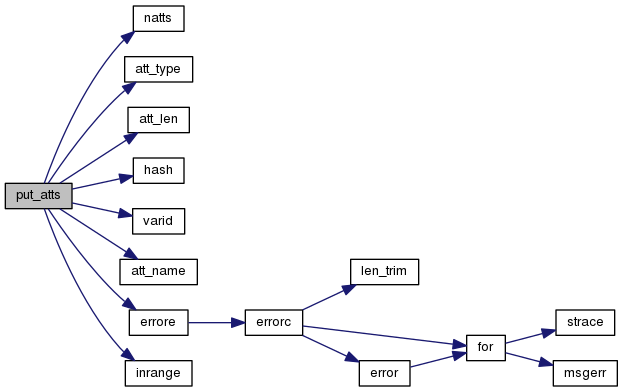 natts
att_type
att_len
hash
put_atts
varid
att_name
len_trim
errore
errorc
for
strace
inrange
error
msgerr